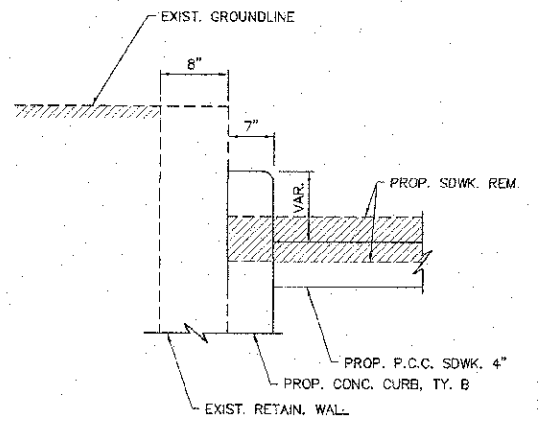 EXIST. GROUNDLINE
8"
7"
VAR.
PROP. SDWK. REM.
PROP. P.C.C. SDWK. 4"
PROP. CONC. CURB, TY. B
EXIST. RETAIN. WALL